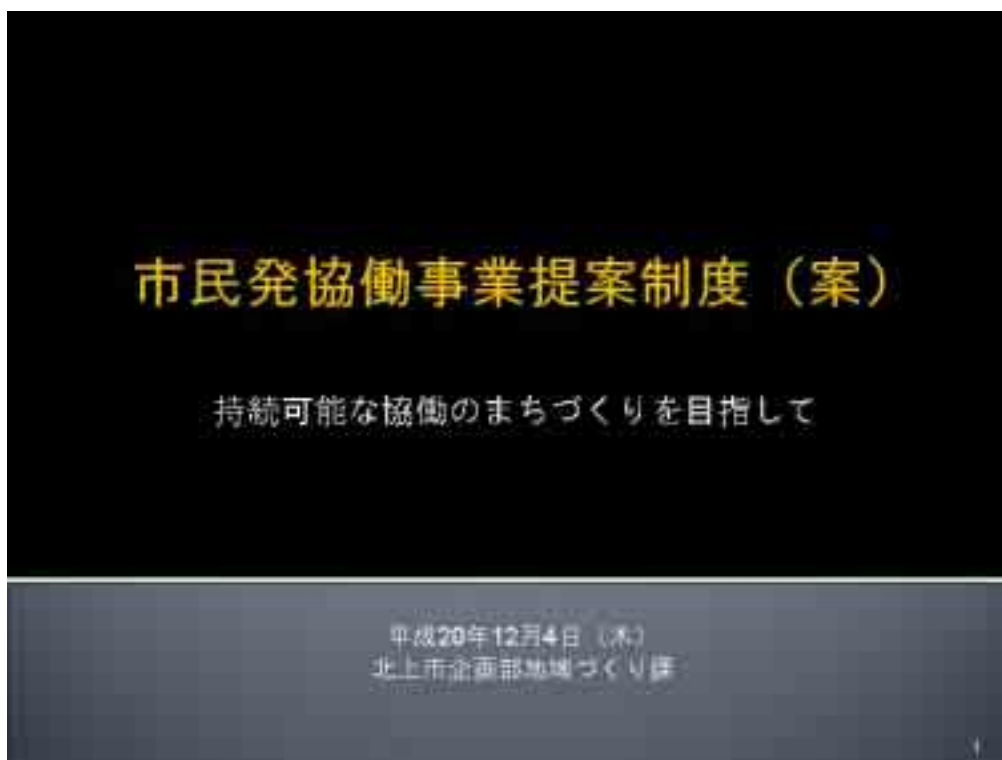 市民発協働事業提案制度（案）
持続可能な協働のまちづくりを目指して
平成20年12月4日（木）
北上市企画部地域づくり課
1